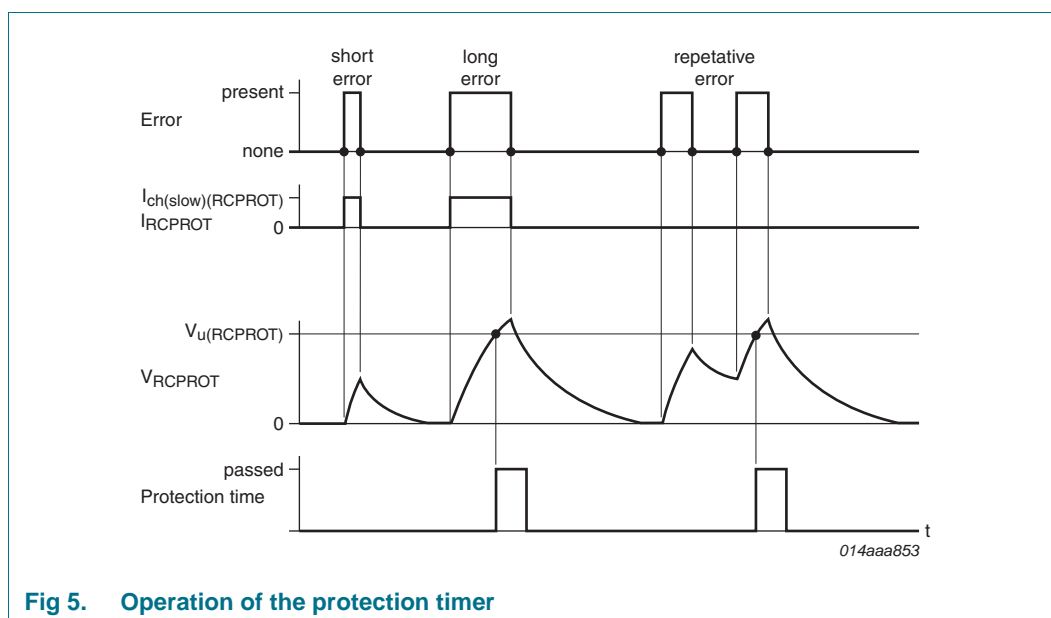 short
error
long
error
repetative
error
present
Error
none
Ich(slow)(RCPROT)
IRCPROT
0
Vu(RCPROT)
VRCPROT
0
passed
Protection time
t
014aaa853
Fig 5. Operation of the protection timer